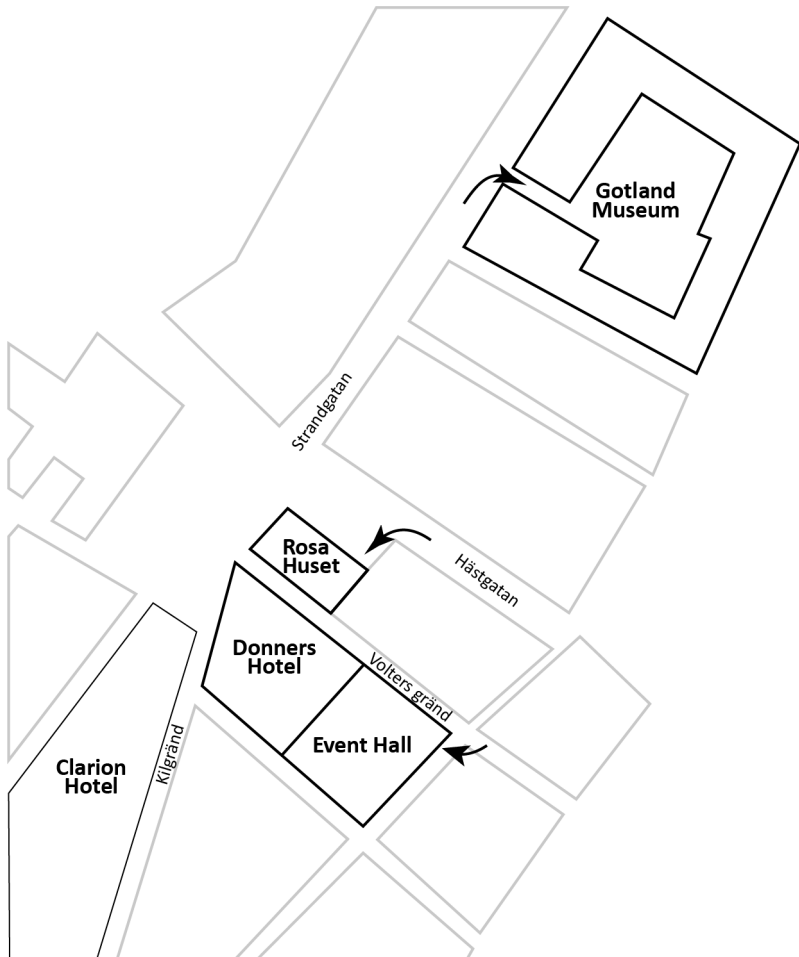 Gotland
Museum
Strandgatan
Rosa
Huset
Hästgatan
Donners
Hotel
Volters gränd
Event Hall
Kilgränd
Clarion
Hotel